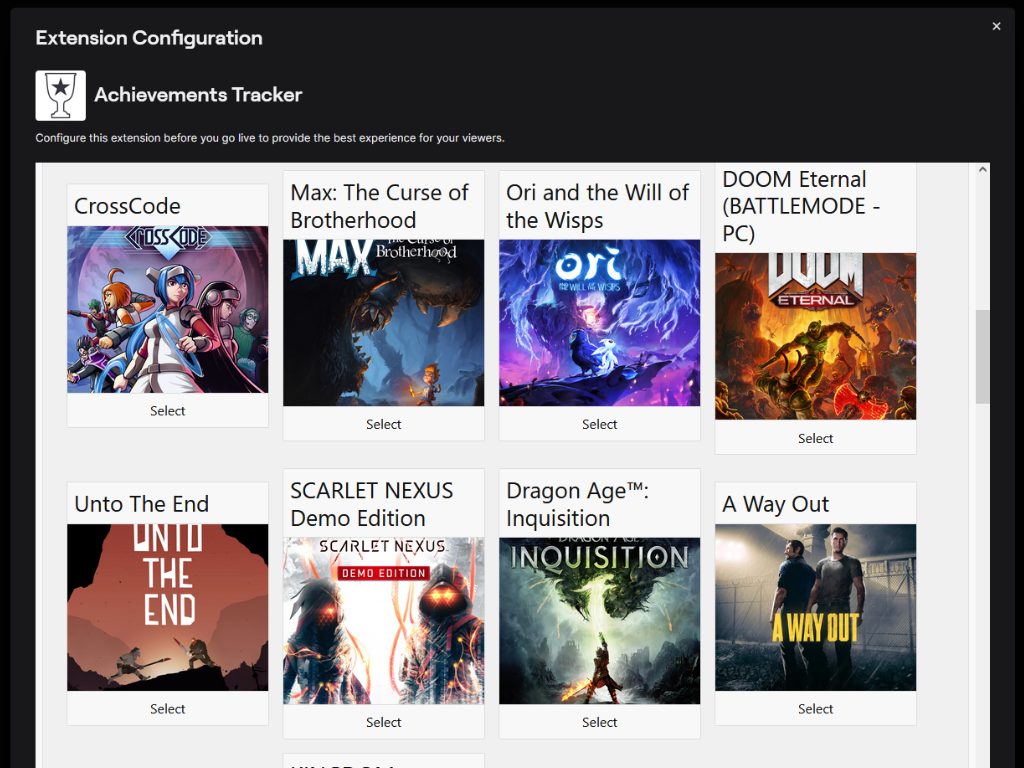 Extension Configuration
×
Achievements Tracker
Configure this extension before you go live to provide the best experience for your viewers.
CrossCode
CROSSCODE
Select
Max: The Curse of
Brotherhood
MAX The Curse of
Brotherhood
Select
Ori and the Will of
the Wisps
ori
AND THE WILL OF THE WISPS
Select
DOOM Eternal
(BATTLEMODE -
PC)
DOOM
ETERNAL
Select
Unto The End
UNTO
THE
END
Select
SCARLET NEXUS
Demo Edition
SCARLET NEXUS
DEMO EDITION
Select
Dragon Age™:
Inquisition
DRAGON AGE
INQUISITION
Select
A Way Out
A WAY OUT
Select